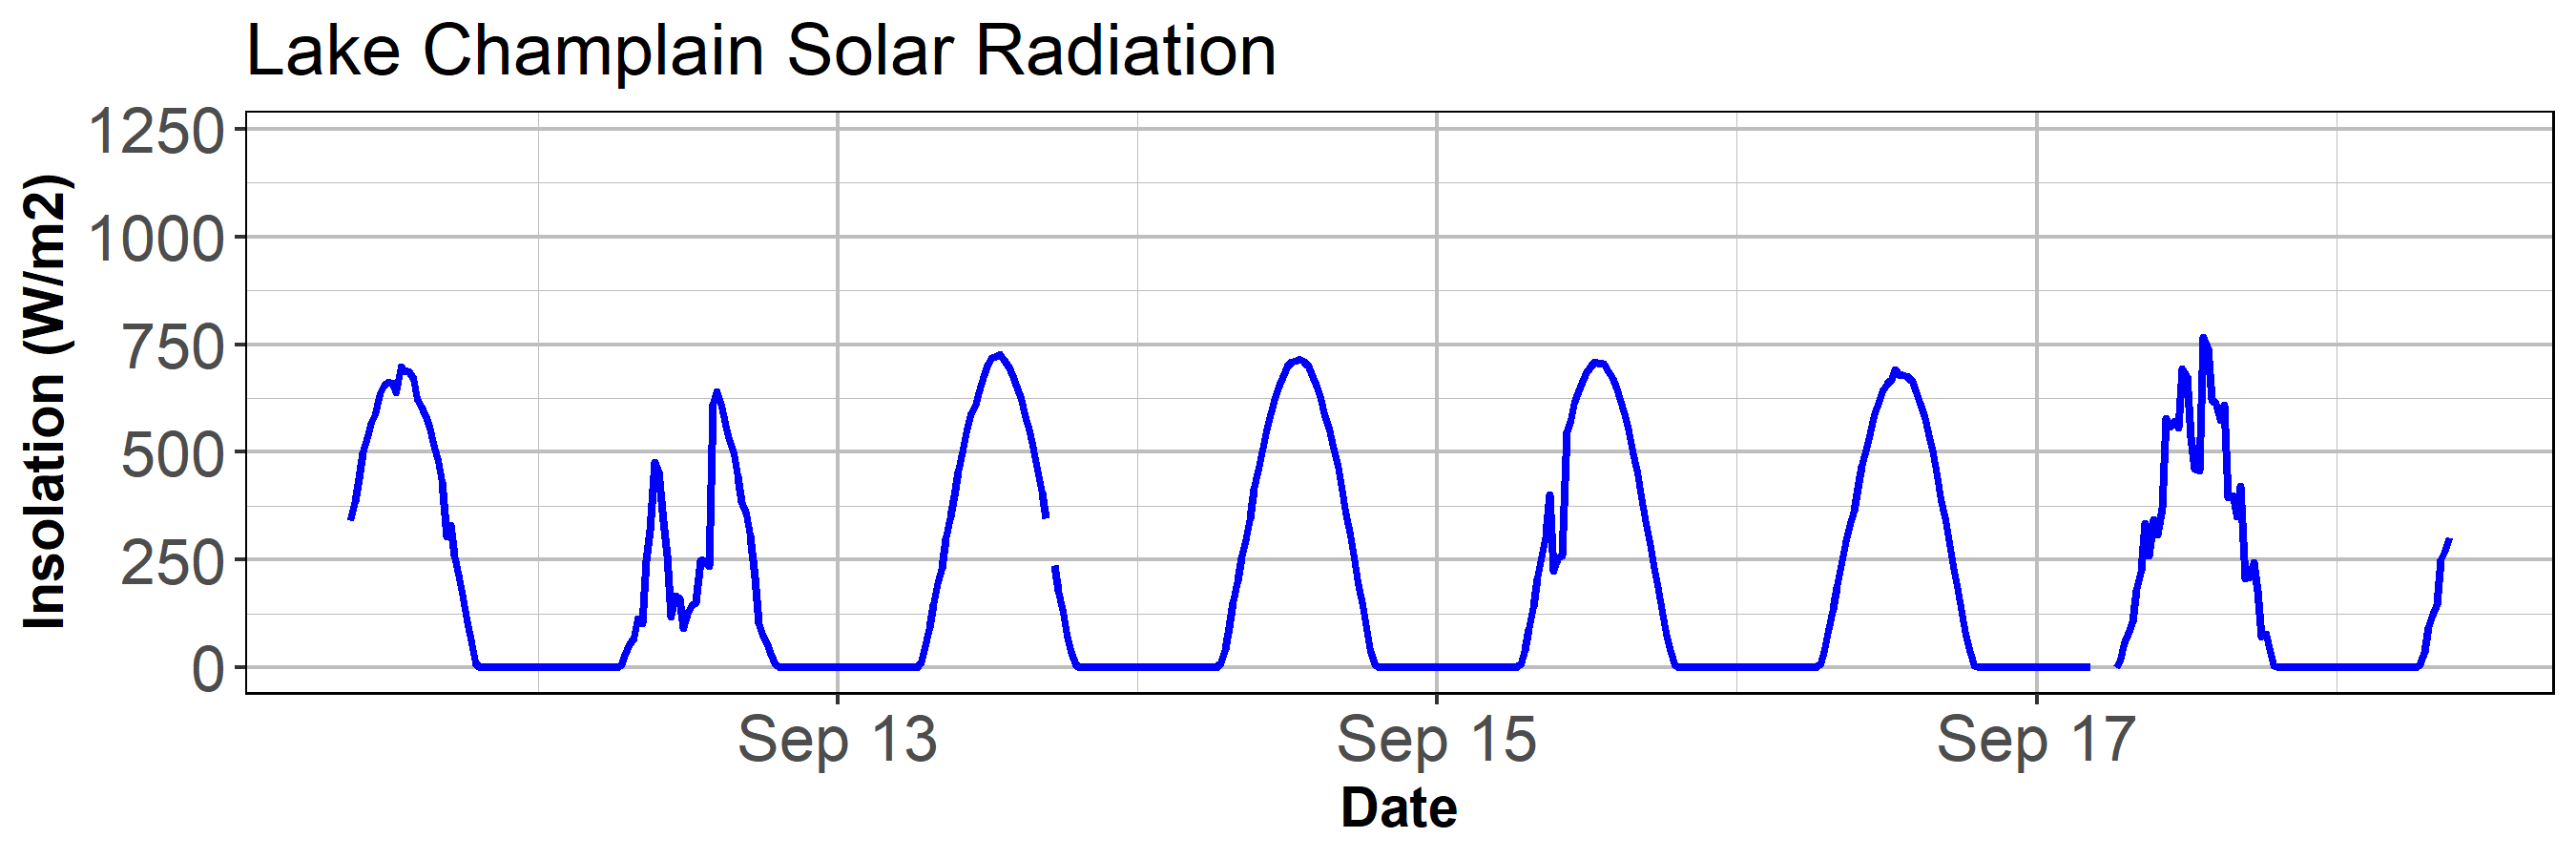 Lake Champlain Solar Radiation
1250
1000
750
500
250
0
Insolation (W/m2)
Sep 13
Sep 15
Sep 17
Date